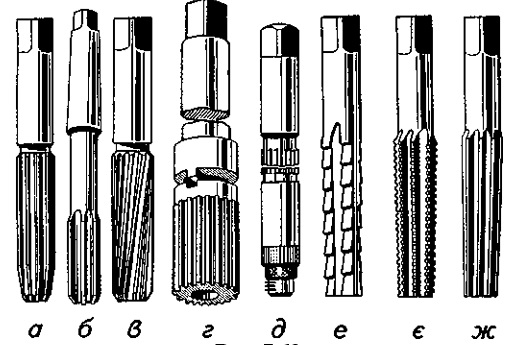 а б в г д е є ж